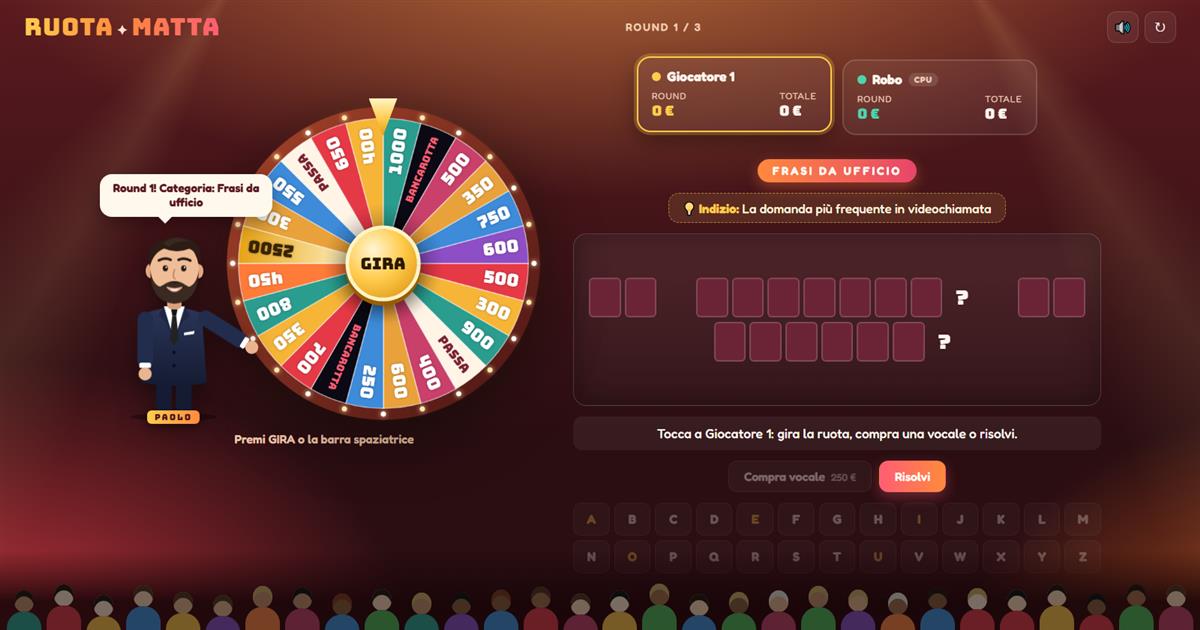 RUOTA ✦ MATTA
ROUND 1 / 3
Giocatore 1
ROUND
0 €
TOTALE
0 €
Robo CPU
ROUND
0 €
TOTALE
0 €
FRASI DA UFFICIO
Indizio: La domanda più frequente in videochiamata
?
?
Round 1! Categoria: Frasi da
ufficio
1000
BANCAROTTA
500
350
750
600
500
300
900
PASSA
400
600
250
BANCAROTTA
700
350
800
450
2500
300
550
PASSA
650
400
GIRA
PAOLO
Premi GIRA o la barra spaziatrice
Tocca a Giocatore 1: gira la ruota, compra una vocale o risolvi.
Compra vocale 250 €
Risolvi
A B C D E F G H I J K L M
N O P Q R S T U V W X Y Z